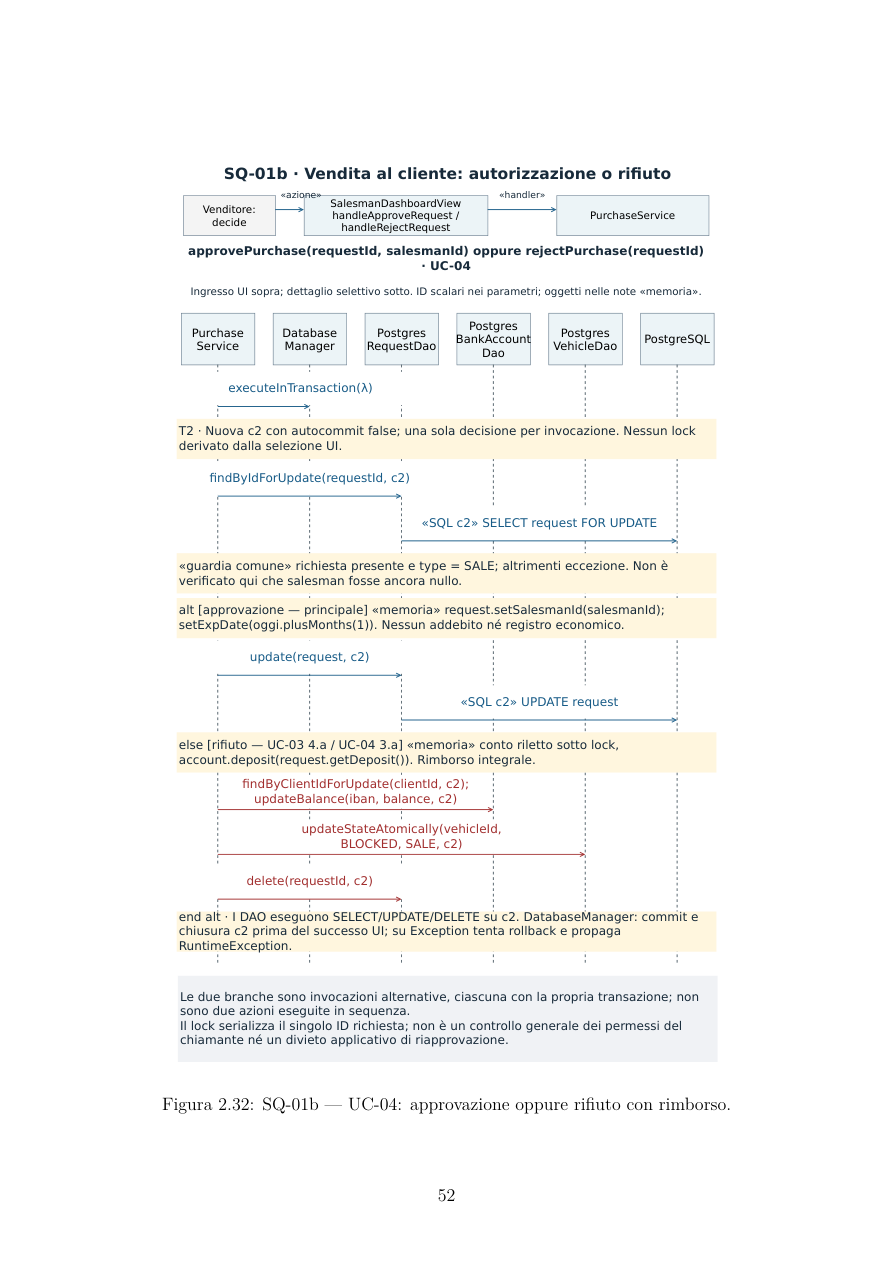 SQ-01b · Vendita al cliente: autorizzazione o rifiuto
«azione»
«handler»
Venditore:
decide
SalesmanDashboardView
handleApproveRequest /
handleRejectRequest
PurchaseService
approvePurchase(requestId, salesmanId) oppure rejectPurchase(requestId)
· UC-04
Ingresso UI sopra; dettaglio selettivo sotto. ID scalari nei parametri; oggetti nelle note «memoria».
Purchase
Service
Database
Manager
Postgres
RequestDao
Postgres
BankAccount
Dao
Postgres
VehicleDao
PostgreSQL
executeInTransaction(λ)
T2 · Nuova c2 con autocommit false; una sola decisione per invocazione. Nessun lock
derivato dalla selezione UI.
findByIdForUpdate(requestId, c2)
«SQL c2» SELECT request FOR UPDATE
«guardia comune» richiesta presente e type = SALE; altrimenti eccezione. Non è
verificato qui che salesman fosse ancora nullo.
alt [approvazione — principale] «memoria» request.setSalesmanId(salesmanId);
setExpDate(oggi.plusMonths(1)). Nessun addebito né registro economico.
update(request, c2)
«SQL c2» UPDATE request
else [rifiuto — UC-03 4.a / UC-04 3.a] «memoria» conto riletto sotto lock,
account.deposit(request.getDeposit()). Rimborso integrale.
findByClientIdForUpdate(clientId, c2);
updateBalance(iban, balance, c2)
updateStateAtomically(vehicleId,
BLOCKED, SALE, c2)
delete(requestId, c2)
end alt · I DAO eseguono SELECT/UPDATE/DELETE su c2. DatabaseManager: commit e
chiusura c2 prima del successo UI; su Exception tenta rollback e propaga
RuntimeException.
Le due branche sono invocazioni alternative, ciascuna con la propria transazione; non
sono due azioni eseguite in sequenza.
Il lock serializza il singolo ID richiesta; non è un controllo generale dei permessi del
chiamante né un divieto applicativo di riapprovazione.
Figura 2.32: SQ-01b — UC-04: approvazione oppure rifiuto con rimborso.
52